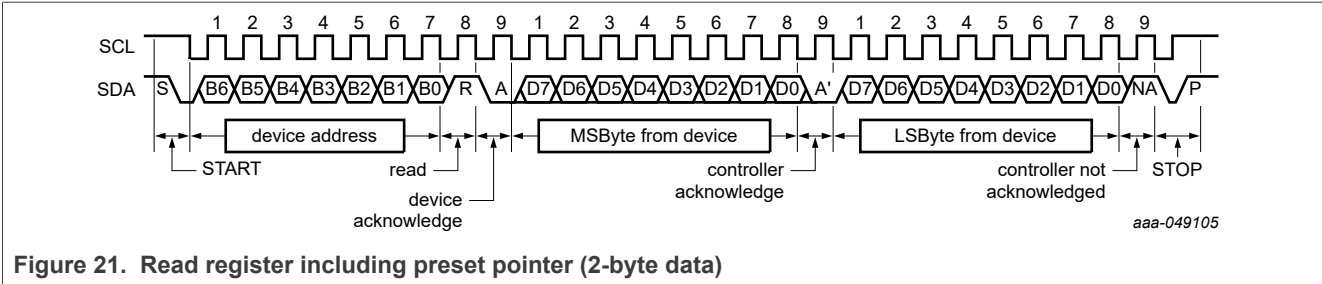 1 2 3 4 5 6 7 8 9 1 2 3 4 5 6 7 8 9 1 2 3 4 5 6 7 8 9
SCL
SDA S B6 B5 B4 B3 B2 B1 B0 R A D7 D6 D5 D4 D3 D2 D1 D0 A' D7 D6 D5 D4 D3 D2 D1 D0 NA P
device address MSByte from device LSByte from device
START read controller controller not STOP
acknowledge acknowledged
device
acknowledge
aaa-049105
Figure 21. Read register including preset pointer (2-byte data)